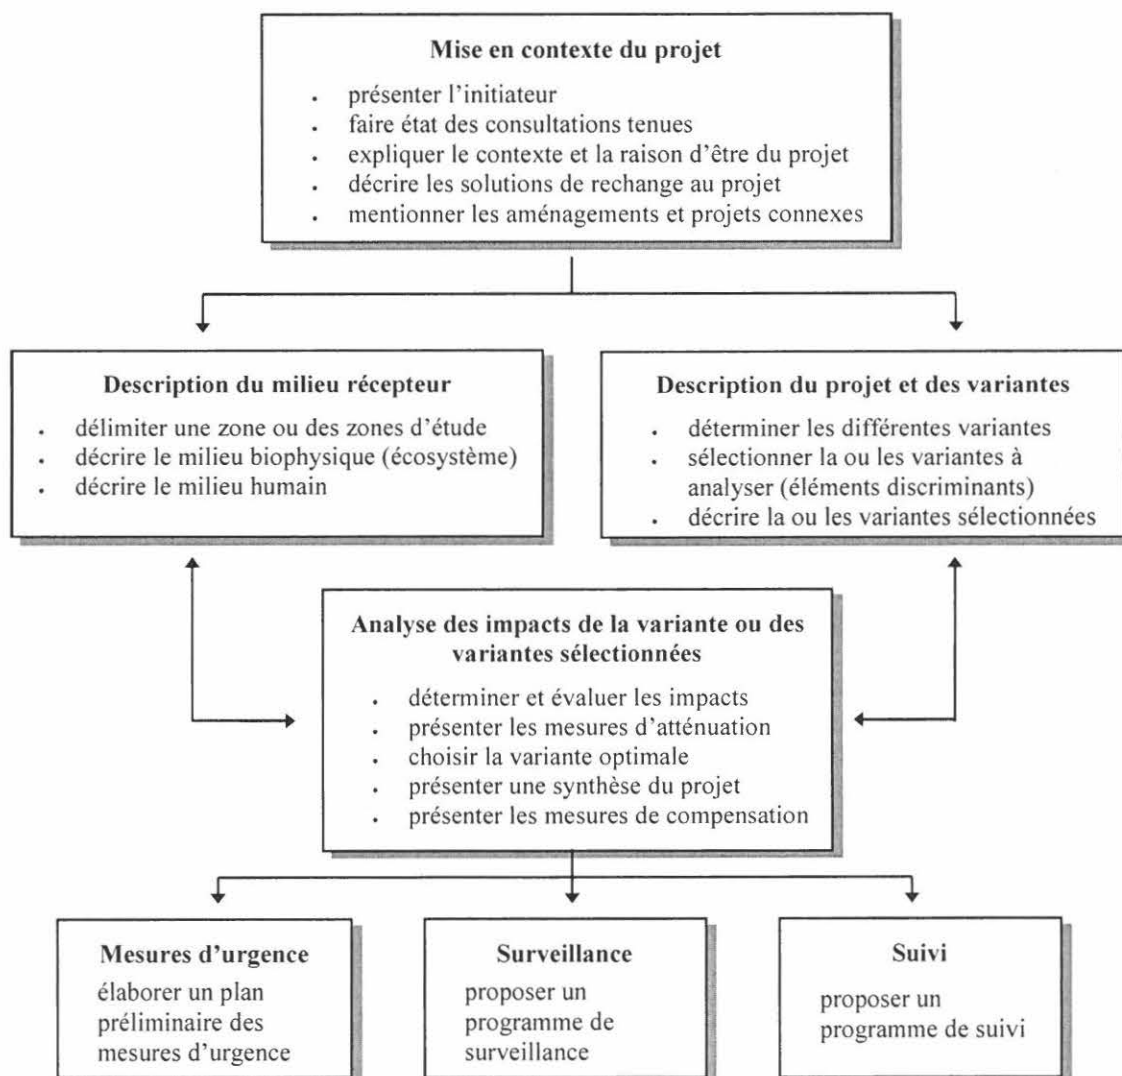 Mise en contexte du projet
• présenter l'initiateur
• faire état des consultations tenues
• expliquer le contexte et la raison d'être du projet
• décrire les solutions de rechange au projet
• mentionner les aménagements et projets connexes
Description du milieu récepteur
• délimiter une zone ou des zones d'étude
• décrire le milieu biophysique (écosystème)
• décrire le milieu humain
Description du projet et des variantes
• déterminer les différentes variantes
• sélectionner la ou les variantes à
analyser (éléments discriminants)
• décrire la ou les variantes sélectionnées
Analyse des impacts de la variante ou des
variantes sélectionnées
• déterminer et évaluer les impacts
• présenter les mesures d'atténuation
• choisir la variante optimale
• présenter une synthèse du projet
• présenter les mesures de compensation
Mesures d'urgence
élaborer un plan
préliminaire des
mesures d'urgence
Surveillance
proposer un
programme de
surveillance
Suivi
proposer un
programme de suivi